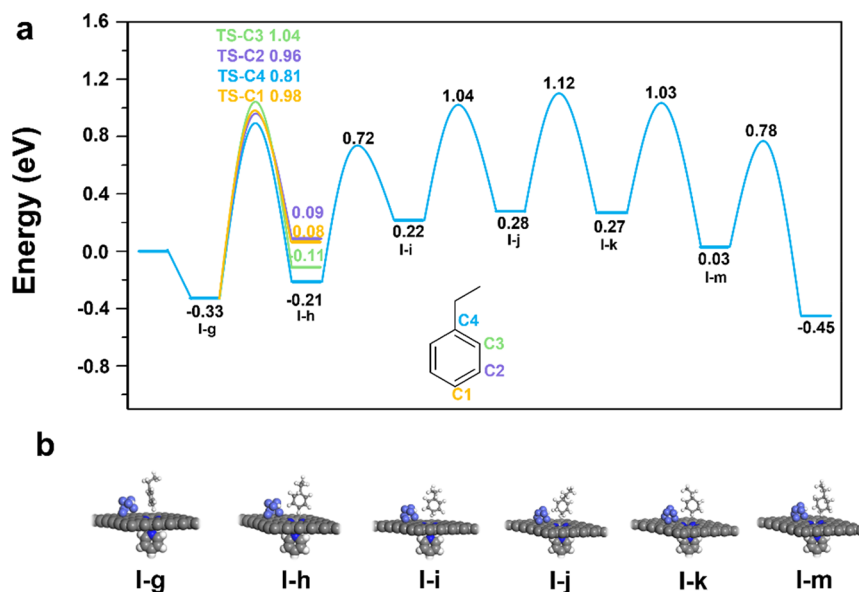 a
Energy (eV)
1.6
1.2
0.8
0.4
0.0
-0.4
-0.8
TS-C3 1.04
TS-C2 0.96
TS-C4 0.81
TS-C1 0.98
0.72
1.04
1.12
1.03
0.78
0.09
0.08
-0.11
-0.33
I-g
-0.21
I-h
0.22
I-i
0.28
I-j
0.27
I-k
0.03
I-m
-0.45
C4
C3
C2
C1
b
I-g I-h I-i I-j I-k I-m